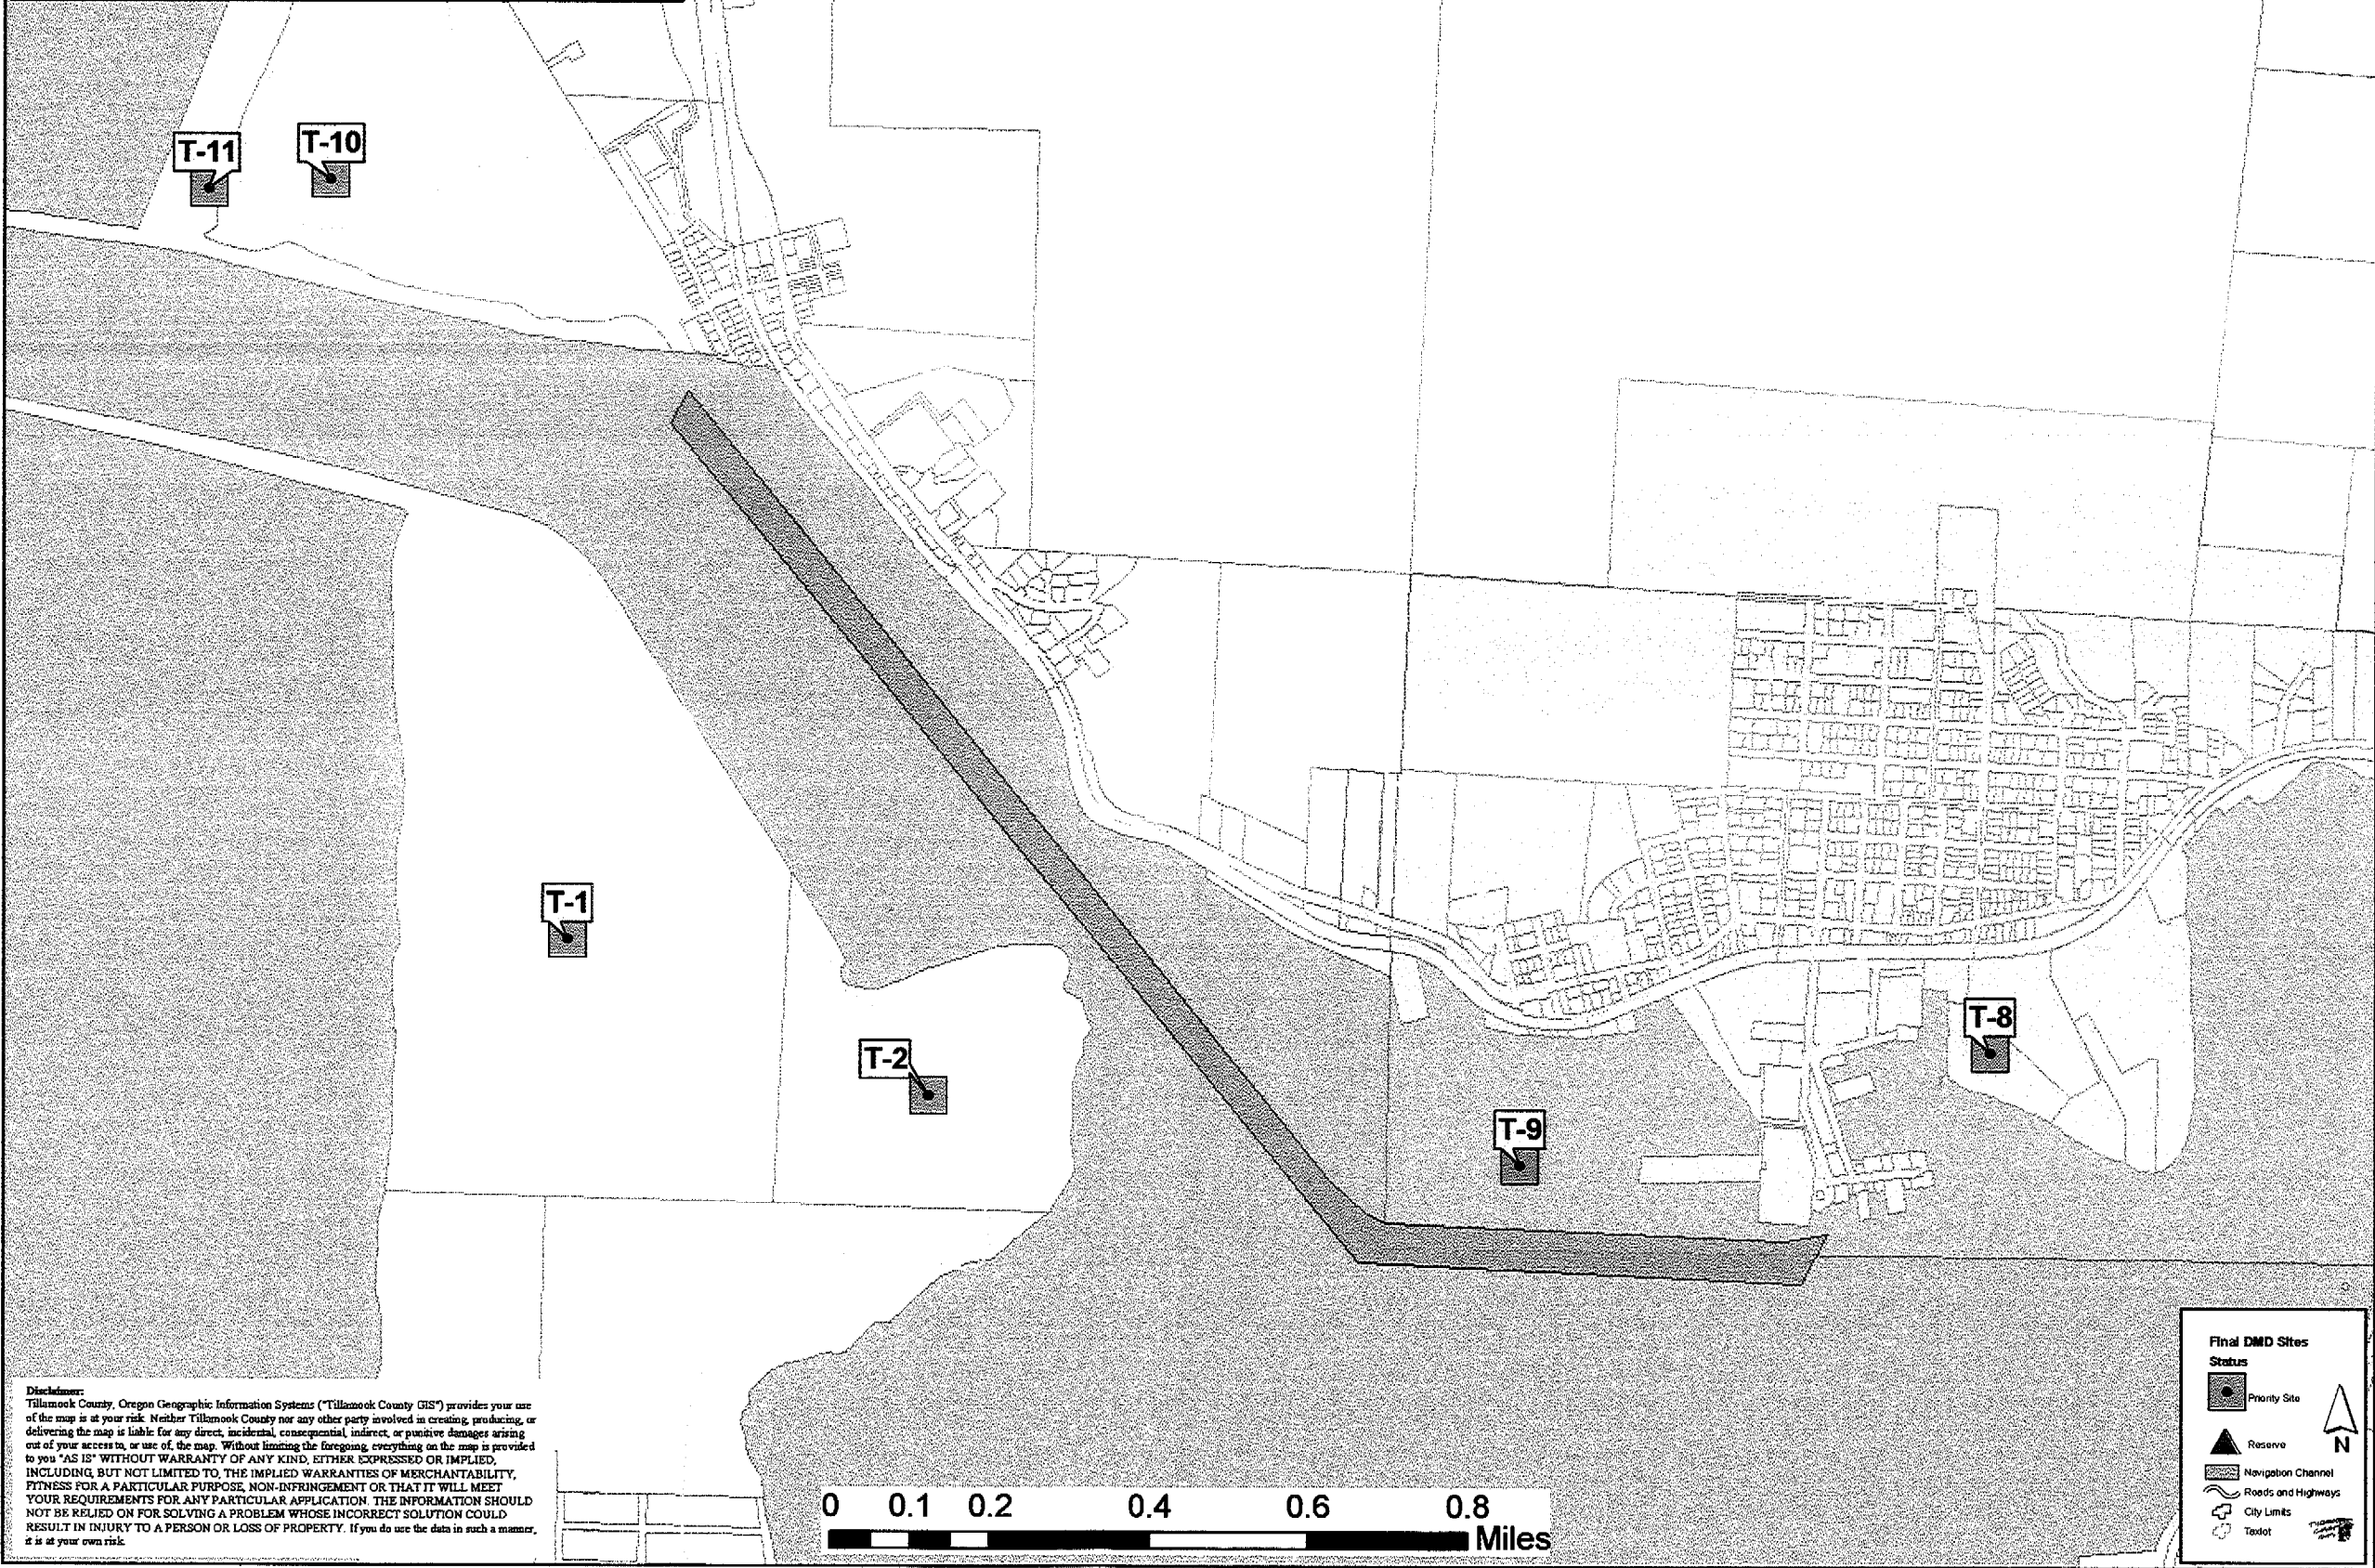 T-11
T-10
T-1
T-2
T-9
T-8
Disclaimer:
Tillamook County, Oregon Geographic Information Systems ("Tillamook County GIS") provides your use
of the map is at your risk. Neither Tillamook County nor any other party involved in creating, producing, or
delivering the map is liable for any direct, incidental, consequential, indirect, or punitive damages arising
out of your access to, or use of, the map. Without limiting the foregoing, everything on the map is provided
to you "AS IS" WITHOUT WARRANTY OF ANY KIND, EITHER EXPRESSED OR IMPLIED,
INCLUDING, BUT NOT LIMITED TO, THE IMPLIED WARRANTIES OF MERCHANTABILITY,
FITNESS FOR A PARTICULAR PURPOSE, NON-INFRINGEMENT OR THAT IT WILL MEET
YOUR REQUIREMENTS FOR ANY PARTICULAR APPLICATION. THE INFORMATION SHOULD
NOT BE RELIED ON FOR SOLVING A PROBLEM WHOSE INCORRECT SOLUTION COULD
RESULT IN INJURY TO A PERSON OR LOSS OF PROPERTY. If you do use the data in such a manner,
it is at your own risk.
0 0.1 0.2 0.4 0.6 0.8
Miles
Final DMD Sites
Status
Priority Site
Reserve
N
Navigation Channel
Roads and Highways
City Limits
Taxlot